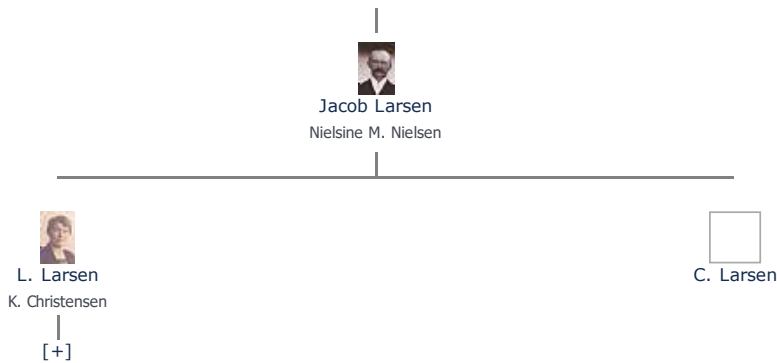 Jacob Larsen
Nielsine M. Nielsen
L. Larsen
C. Larsen
K. Christensen
[+]